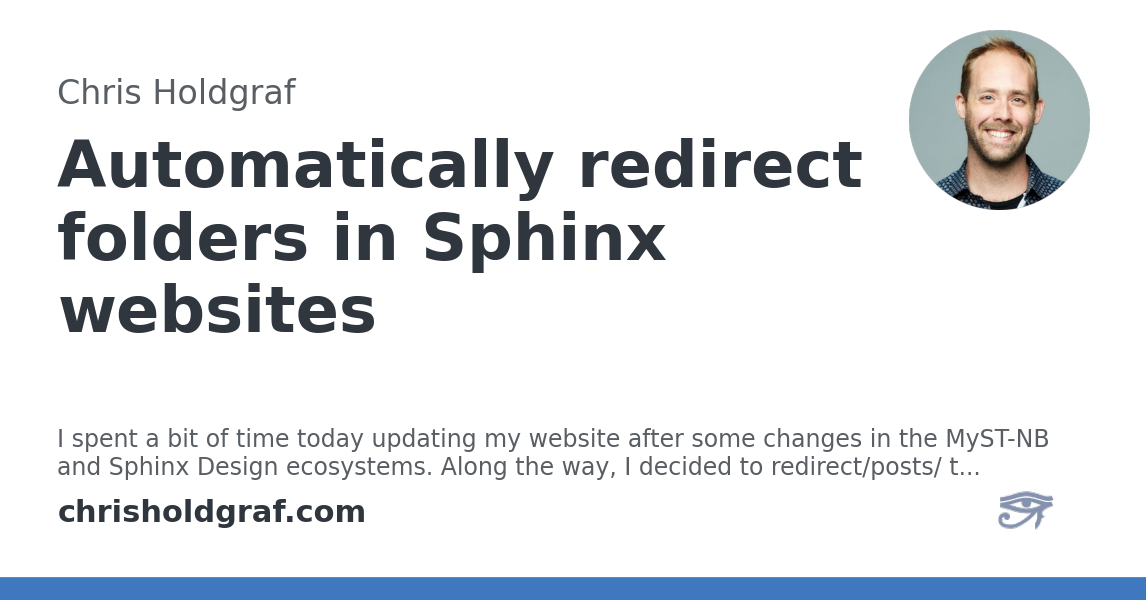 Chris Holdgraf
Automatically redirect
folders in Sphinx
websites
I spent a bit of time today updating my website after some changes in the MyST-NB
and Sphinx Design ecosystems. Along the way, I decided to redirect/posts/ t...
chrisholdgraf.com